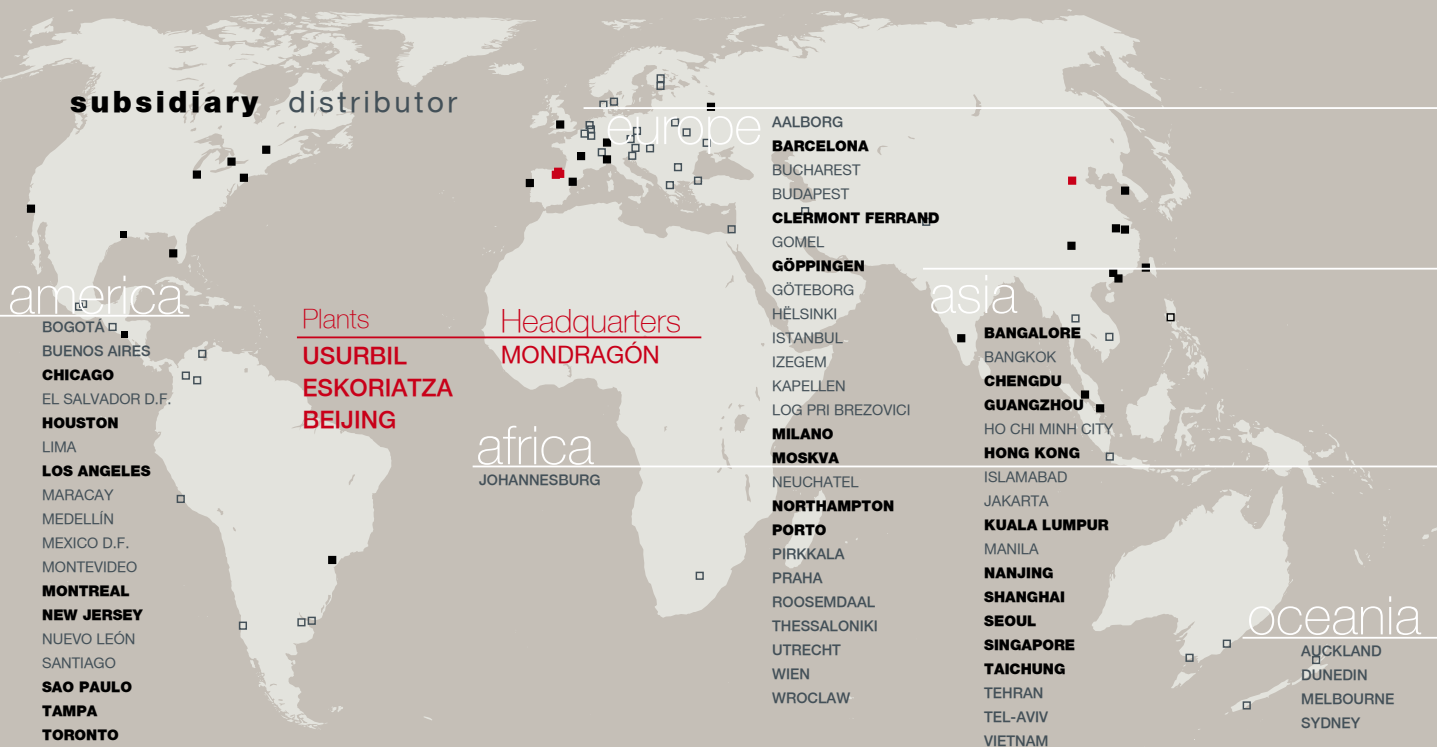 subsidiary distributor
america
BOGOTÁ
BUENOS AIRES
CHICAGO
EL SALVADOR D.F.
HOUSTON
LIMA
LOS ANGELES
MARACAY
MEDELLÍN
MEXICO D.F.
MONTEVIDEO
MONTREAL
NEW JERSEY
NUEVO LEÓN
SANTIAGO
SAO PAULO
TAMPA
TORONTO
Plants
USURBIL
ESKORIATZA
BEIJING
Headquarters
MONDRAGÓN
africa
JOHANNESBURG
europe
AALBORG
BARCELONA
BUCHAREST
BUDAPEST
CLERMONT FERRAND
GOMEL
GÖPPINGEN
GÖTEBORG
HËLSINKI
ISTANBUL
IZEGEM
KAPELLEN
LOG PRI BREZOVICI
MILANO
MOSKVA
NEUCHATEL
NORTHAMPTON
PORTO
PIRKKALA
PRAHA
ROOSEMDAAL
THESSALONIKI
UTRECHT
WIEN
WROCLAW
asia
BANGALORE
BANGKOK
CHENGDU
GUANGZHOU
HO CHI MINH CITY
HONG KONG
ISLAMABAD
JAKARTA
KUALA LUMPUR
MANILA
NANJING
SHANGHAI
SEOUL
SINGAPORE
TAICHUNG
TEHRAN
TEL-AVIV
VIETNAM
oceania
AUCKLAND
DUNEDIN
MELBOURNE
SYDNEY